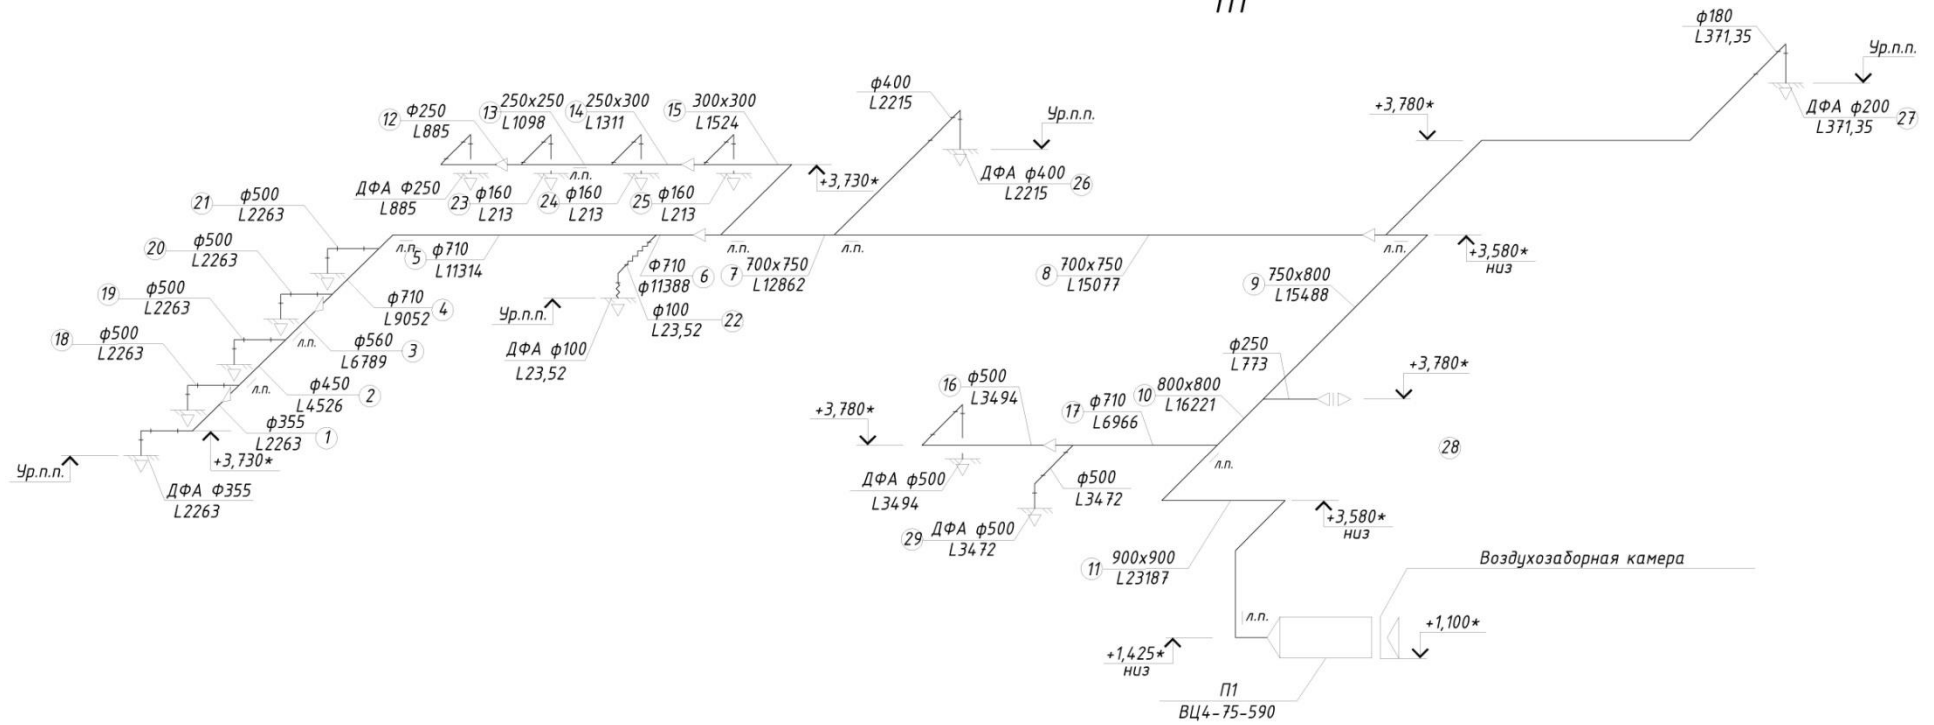 П1
ф180
L371,35
Ур.п.п.
ДФА ф200
L371,35
27
+3,780*
ф400
L2215
Ур.п.п.
ДФА ф400
L2215
26
12
Ф250
L885
13
250х250
L1098
14
250х300
L1311
15
300х300
L1524
+3,730*
л.п.
ДФА Ф250
L885
23
ф160
L213
24
ф160
L213
25
ф160
L213
21
ф500
L2263
20
ф500
L2263
19
ф500
L2263
18
ф500
L2263
л.п.
5
ф710
L11314
Ф710
ф11388
6
л.п.
7
700х750
L12862
л.п.
8
700х750
L15077
л.п.
+3,580*
низ
9
750х800
L15488
ф710
L9052
4
л.п.
ф560
L6789
3
л.п.
ф450
L4526
2
ф355
L2263
1
+3,730*
Ур.п.п.
ДФА Ф355
L2263
Ур.п.п.
ф100
L23,52
22
ДФА ф100
L23,52
ф250
L773
+3,780*
28
10
800х800
L16221
16
ф500
L3494
17
ф710
L6966
+3,780*
л.п.
ДФА ф500
L3494
ф500
L3472
29
ДФА ф500
L3472
+3,580*
низ
11
900х900
L23187
Воздухозаборная камера
л.п.
+1,100*
+1,425*
низ
П1
ВЦ4-75-590